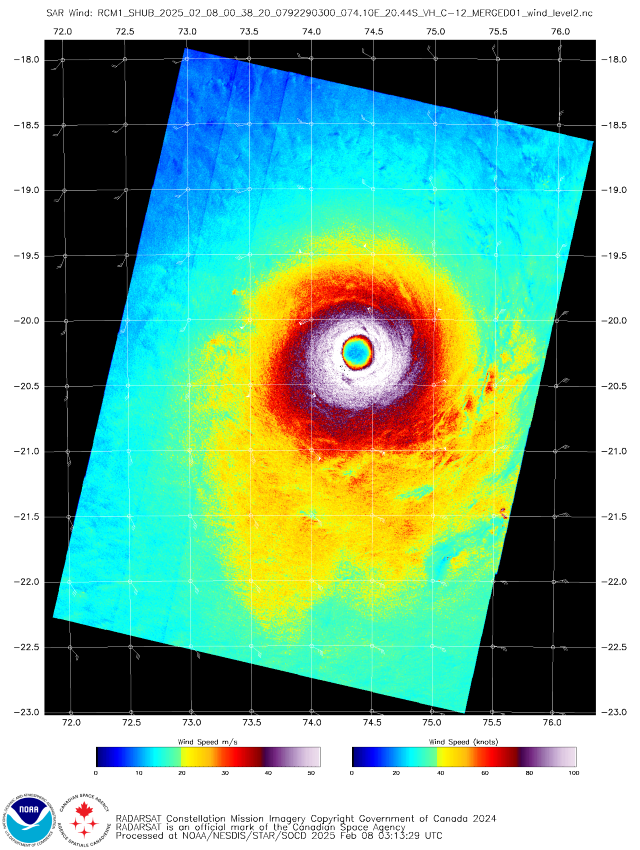 SAR Wind: RCM1_SHUB_2025_02_08_00_38_20_0792290300_074.10E_20.44S_VH_C-12_MERGED01_wind_level2.nc
72.0 72.5 73.0 73.5 74.0 74.5 75.0 75.5 76.0
-18.0 -18.0
-18.5 -18.5
-19.0 -19.0
-19.5 -19.5
-20.0 -20.0
-20.5 -20.5
-21.0 -21.0
-21.5 -21.5
-22.0 -22.0
-22.5 -22.5
-23.0 -23.0
72.0 72.5 73.0 73.5 74.0 74.5 75.0 75.5 76.0
Wind Speed m/s
0 10 20 30 40 50
Wind Speed (knots)
0 20 40 60 80 100
NOAA
CANADIAN SPACE AGENCY
AGENCE SPATIALE CANADIENNE
RADARSAT Constellation Mission Imagery Copyright Government of Canada 2024
RADARSAT is an official mark of the Canadian Space Agency
Processed at NOAA/NESDIS/STAR/SOCD 2025 Feb 08 03:13:29 UTC